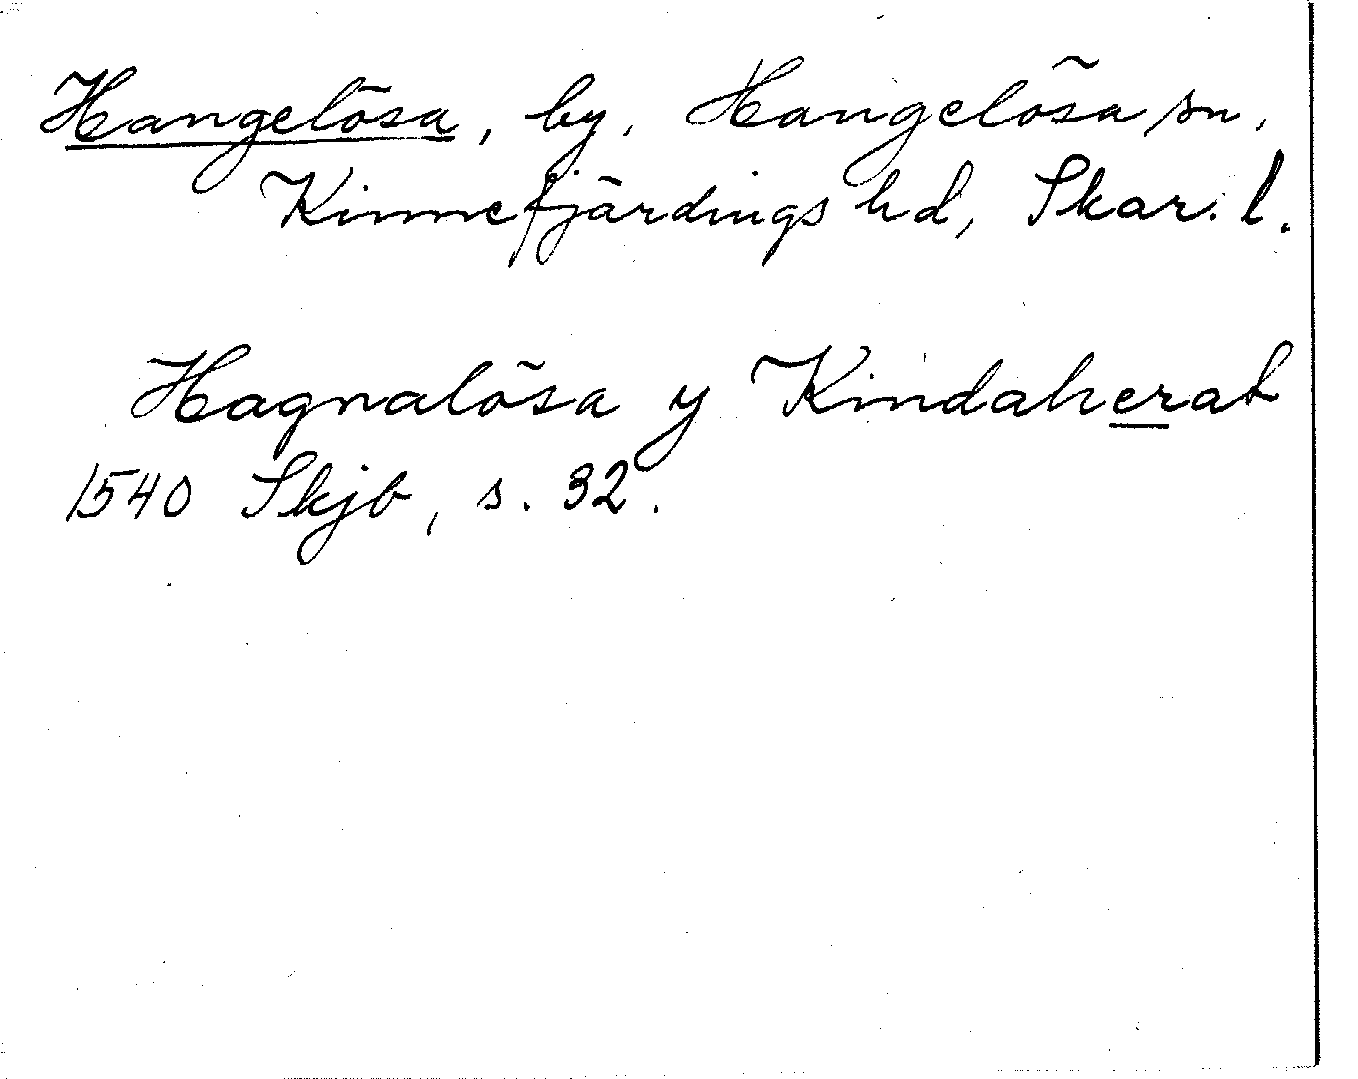 Hangelösa, by, Hangelösa sn,
Kinnefjärdings hd, Skar. l.
Hagnalösa y Kindaherat
1540 Skjb, s. 32.